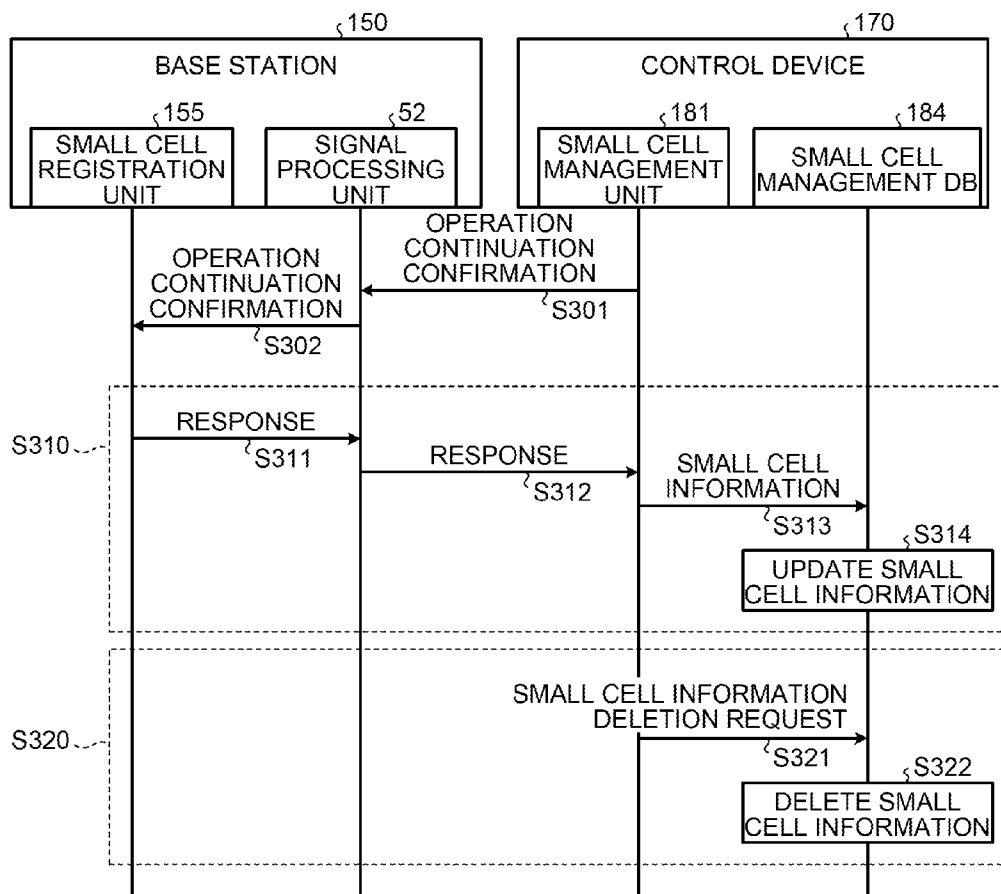 150
170
BASE STATION
CONTROL DEVICE
155
52
181
184
SMALL CELL
REGISTRATION
UNIT
SIGNAL
PROCESSING
UNIT
SMALL CELL
MANAGEMENT
UNIT
SMALL CELL
MANAGEMENT DB
OPERATION
CONTINUATION
CONFIRMATION
S301
OPERATION
CONTINUATION
CONFIRMATION
S302
S310
RESPONSE
S311
RESPONSE
S312
SMALL CELL
INFORMATION
S313
S314
UPDATE SMALL
CELL INFORMATION
S320
SMALL CELL INFORMATION
DELETION REQUEST
S321
S322
DELETE SMALL
CELL INFORMATION